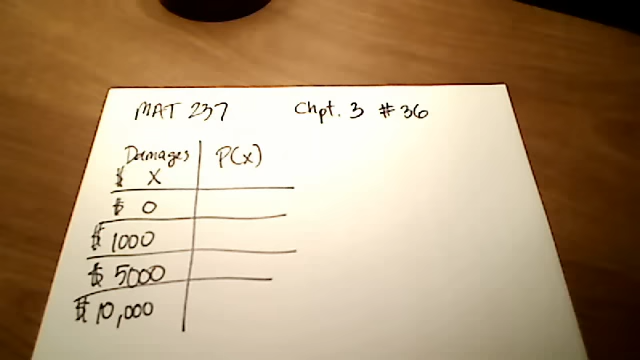 MAT 237 Chpt. 3 #36
Damages P(x)
$ X
$ 0
$ 1000
$ 5000
$ 10,000